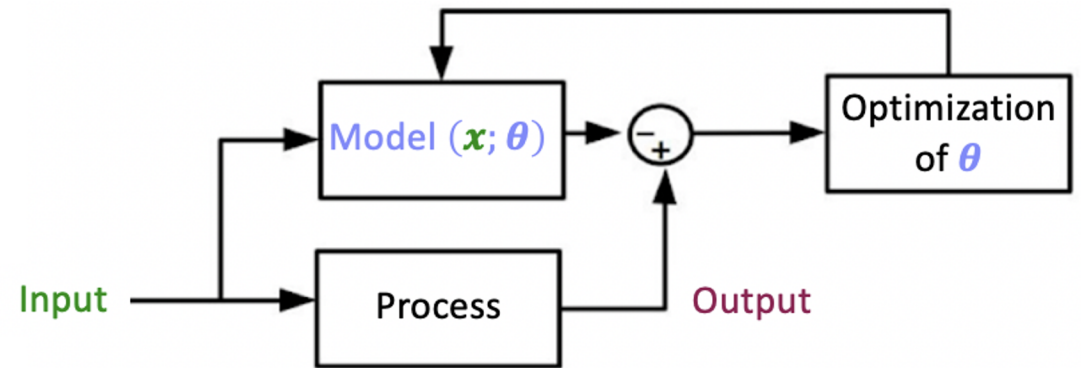 Model (x; θ)
−
+
Optimization
of θ
Input
Process
Output